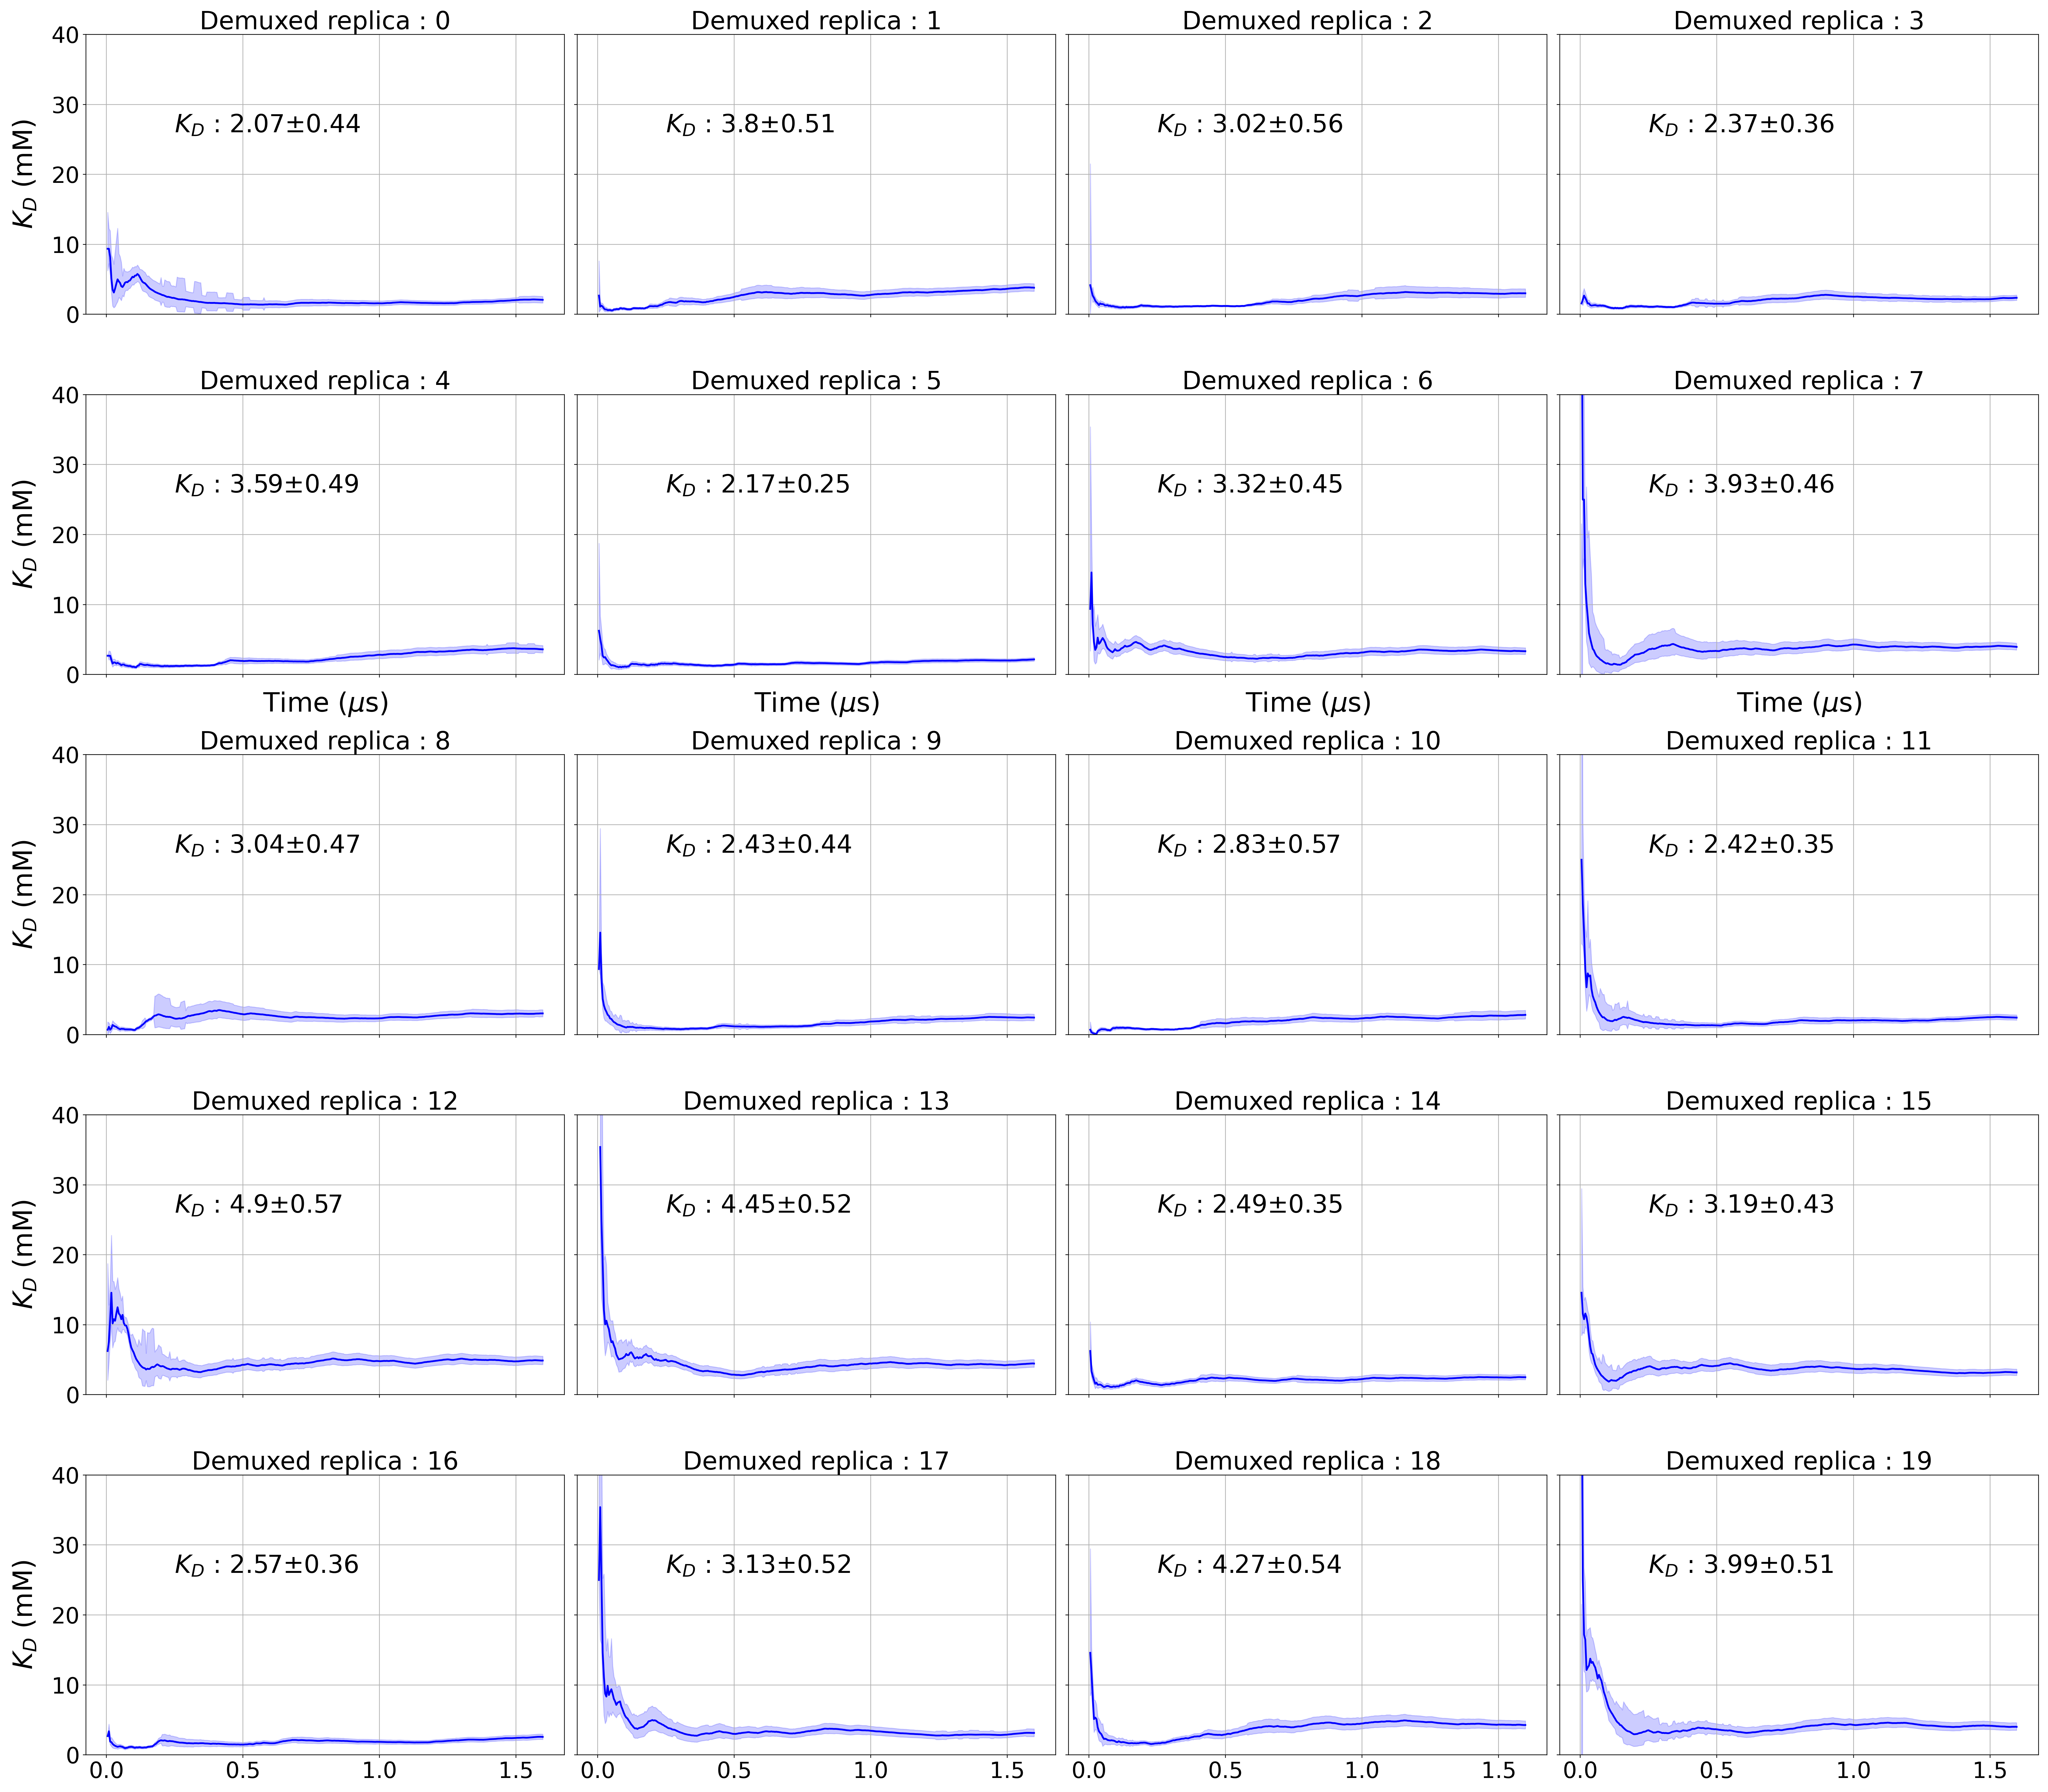 Demuxed replica : 0
Demuxed replica : 1
Demuxed replica : 2
Demuxed replica : 3
40
30
20
10
0
K_D (mM)
K_D : 2.07±0.44
K_D : 3.8±0.51
K_D : 3.02±0.56
K_D : 2.37±0.36
Demuxed replica : 4
Demuxed replica : 5
Demuxed replica : 6
Demuxed replica : 7
40
30
20
10
0
K_D (mM)
K_D : 3.59±0.49
K_D : 2.17±0.25
K_D : 3.32±0.45
K_D : 3.93±0.46
Time (μs)
Time (μs)
Time (μs)
Time (μs)
Demuxed replica : 8
Demuxed replica : 9
Demuxed replica : 10
Demuxed replica : 11
40
30
20
10
0
K_D (mM)
K_D : 3.04±0.47
K_D : 2.43±0.44
K_D : 2.83±0.57
K_D : 2.42±0.35
Demuxed replica : 12
Demuxed replica : 13
Demuxed replica : 14
Demuxed replica : 15
40
30
20
10
0
K_D (mM)
K_D : 4.9±0.57
K_D : 4.45±0.52
K_D : 2.49±0.35
K_D : 3.19±0.43
Demuxed replica : 16
Demuxed replica : 17
Demuxed replica : 18
Demuxed replica : 19
40
30
20
10
0
K_D (mM)
K_D : 2.57±0.36
K_D : 3.13±0.52
K_D : 4.27±0.54
K_D : 3.99±0.51
0.0 0.5 1.0 1.5
0.0 0.5 1.0 1.5
0.0 0.5 1.0 1.5
0.0 0.5 1.0 1.5